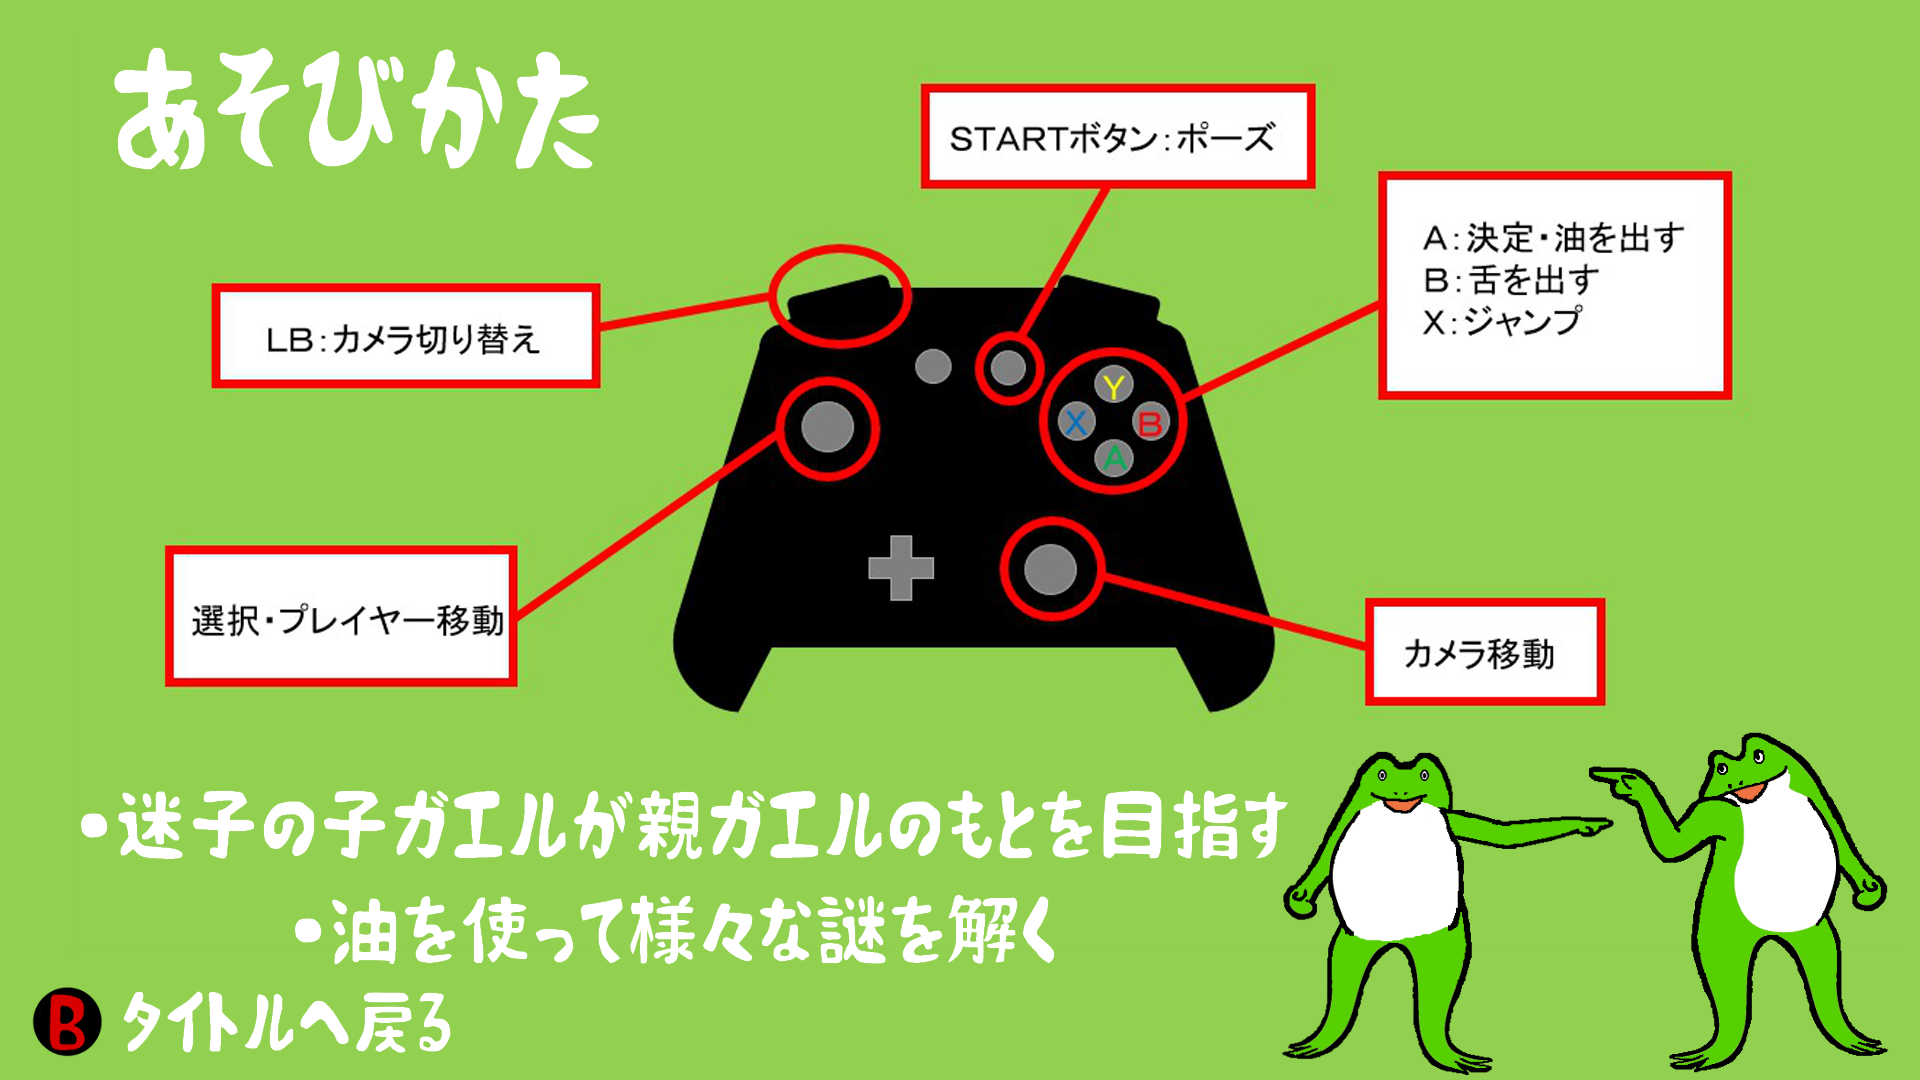 あそびかた
STARTボタン:ポーズ
A:決定・油を出す
B:舌を出す
X:ジャンプ
LB:カメラ切り替え
Y
X
B
A
選択・プレイヤー移動
カメラ移動
・迷子の子ガエルが親ガエルのもとを目指す
・油を使って様々な謎を解く
B タイトルへ戻る